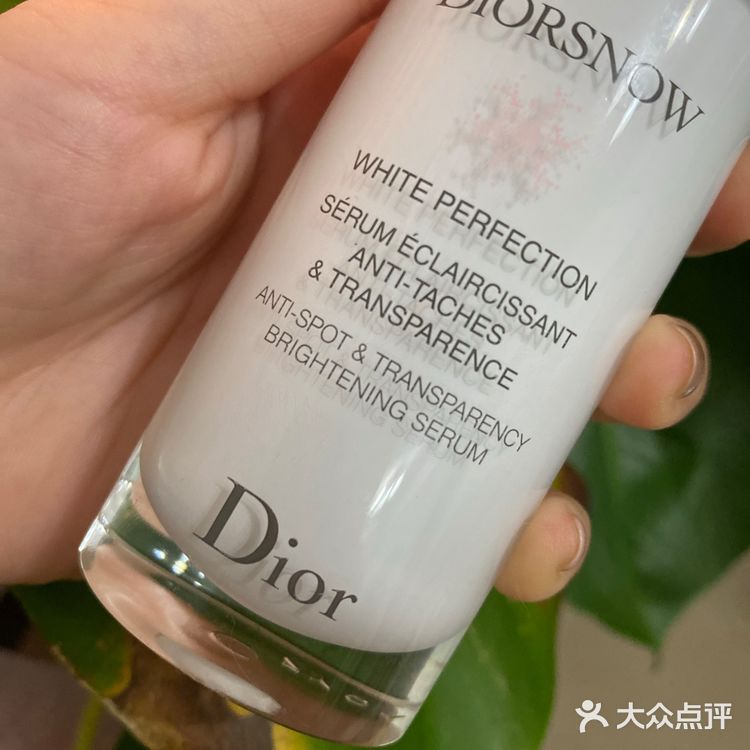 DIORSNOW
WHITE PERFECTION
SÉRUM ÉCLAIRCISSANT
ANTI-TACHES
& TRANSPARENCE
ANTI-SPOT & TRANSPARENCY
BRIGHTENING SERUM
Dior
大众点评